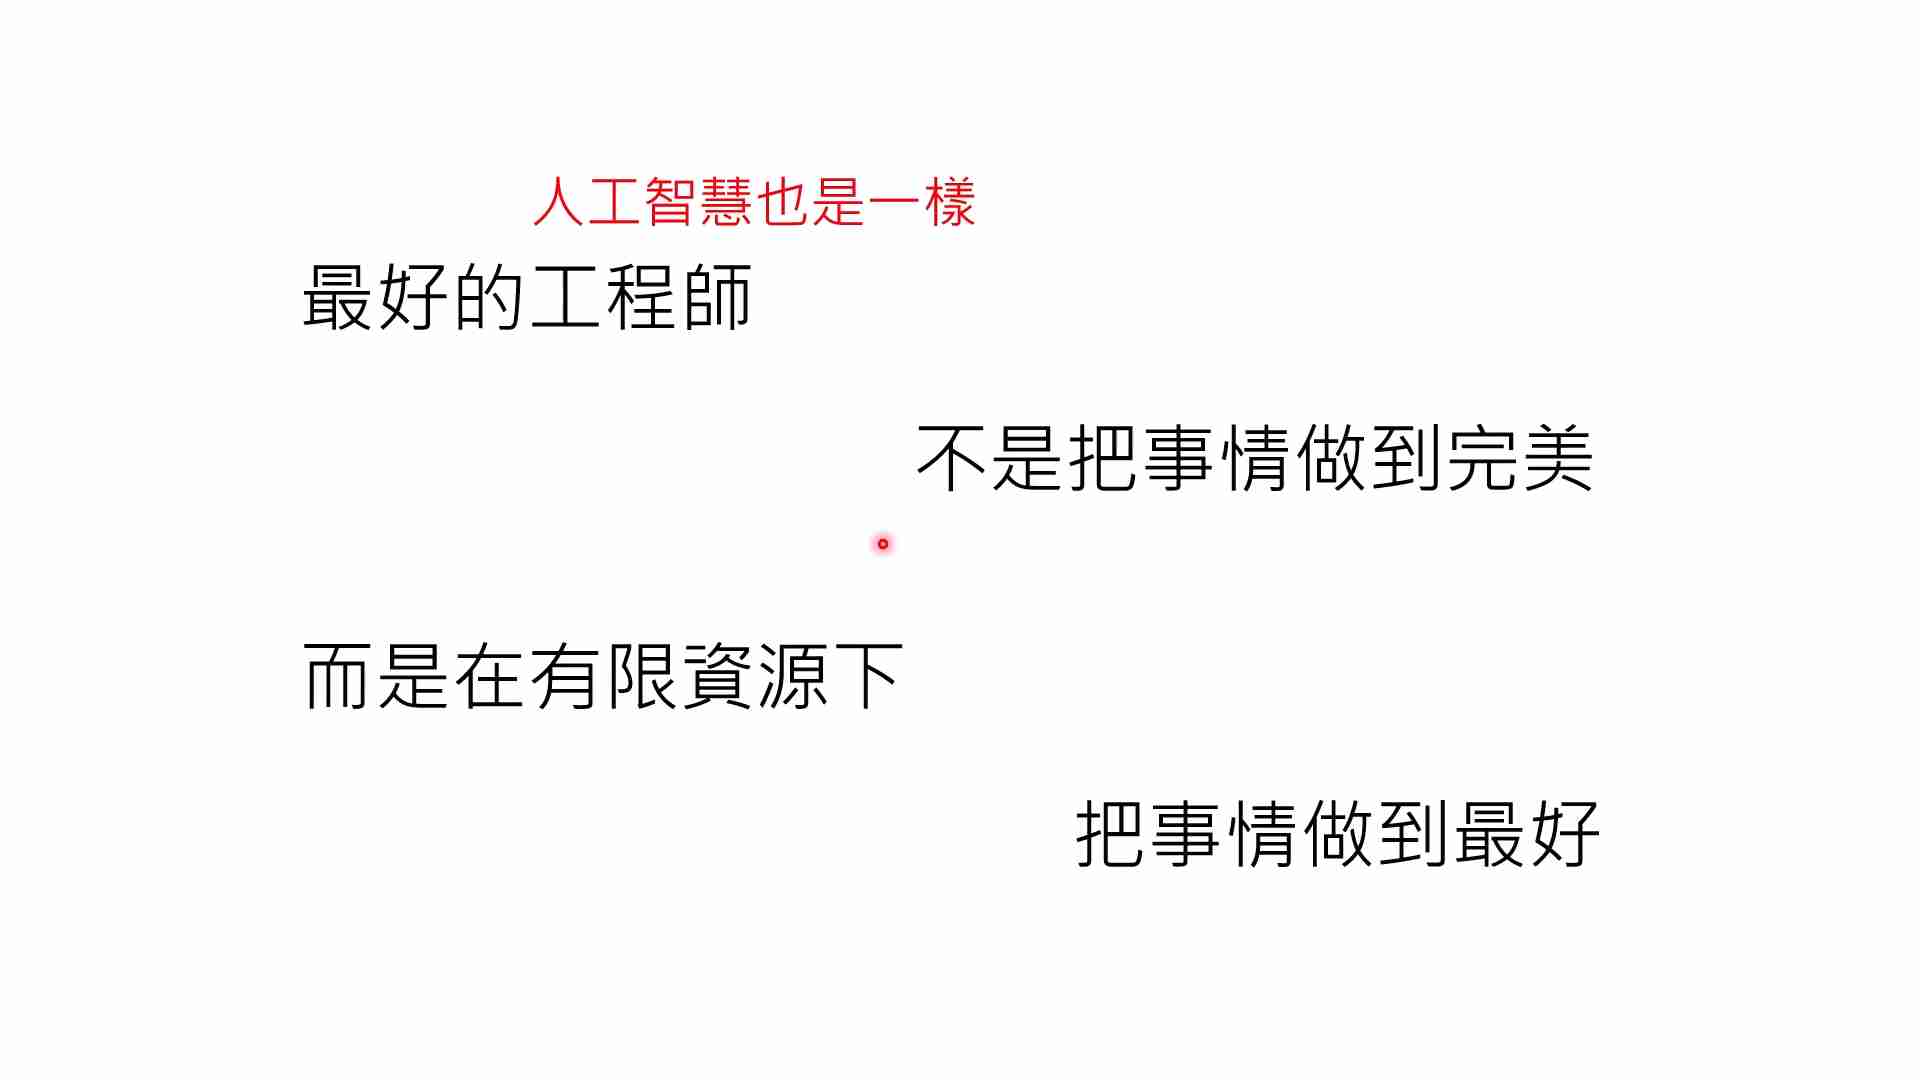 人工智慧也是一樣
最好的工程師
不是把事情做到完美
而是在有限資源下
把事情做到最好